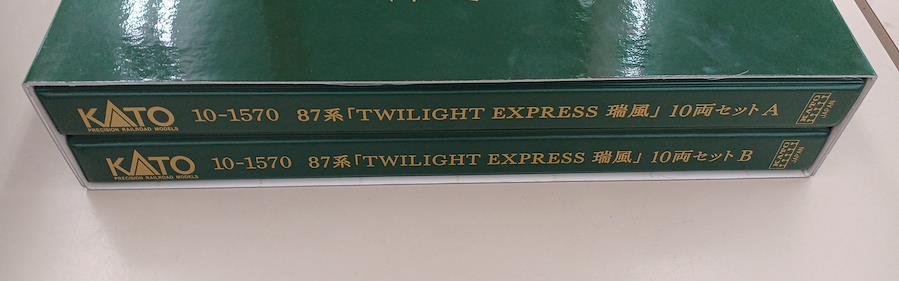 KATO
PRECISION RAILROAD MODELS
10-1570 87系「TWILIGHT EXPRESS 瑞風」10両セットA
KATO
PRECISION RAILROAD MODELS
10-1570 87系「TWILIGHT EXPRESS 瑞風」10両セットB